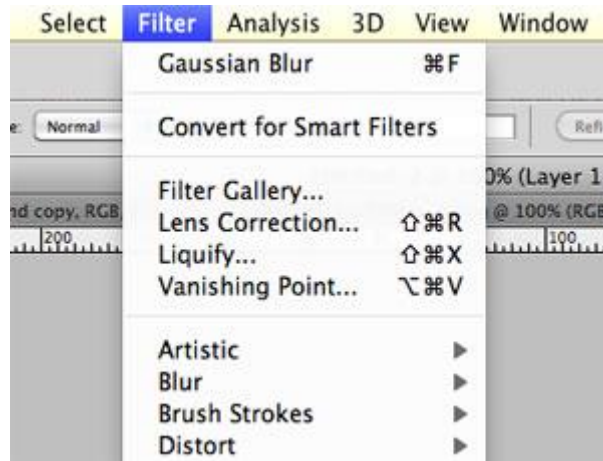 Select Filter Analysis 3D View Window
Gaussian Blur ⌘F
Normal
Convert for Smart Filters
Filter Gallery...
0% (Layer 1
Lens Correction... ⇧⌘R
nd copy, RGB
@ 100% (RGB
Liquify... ⇧⌘X
200
100
Vanishing Point... ⌥⌘V
Artistic
Blur
Brush Strokes
Distort